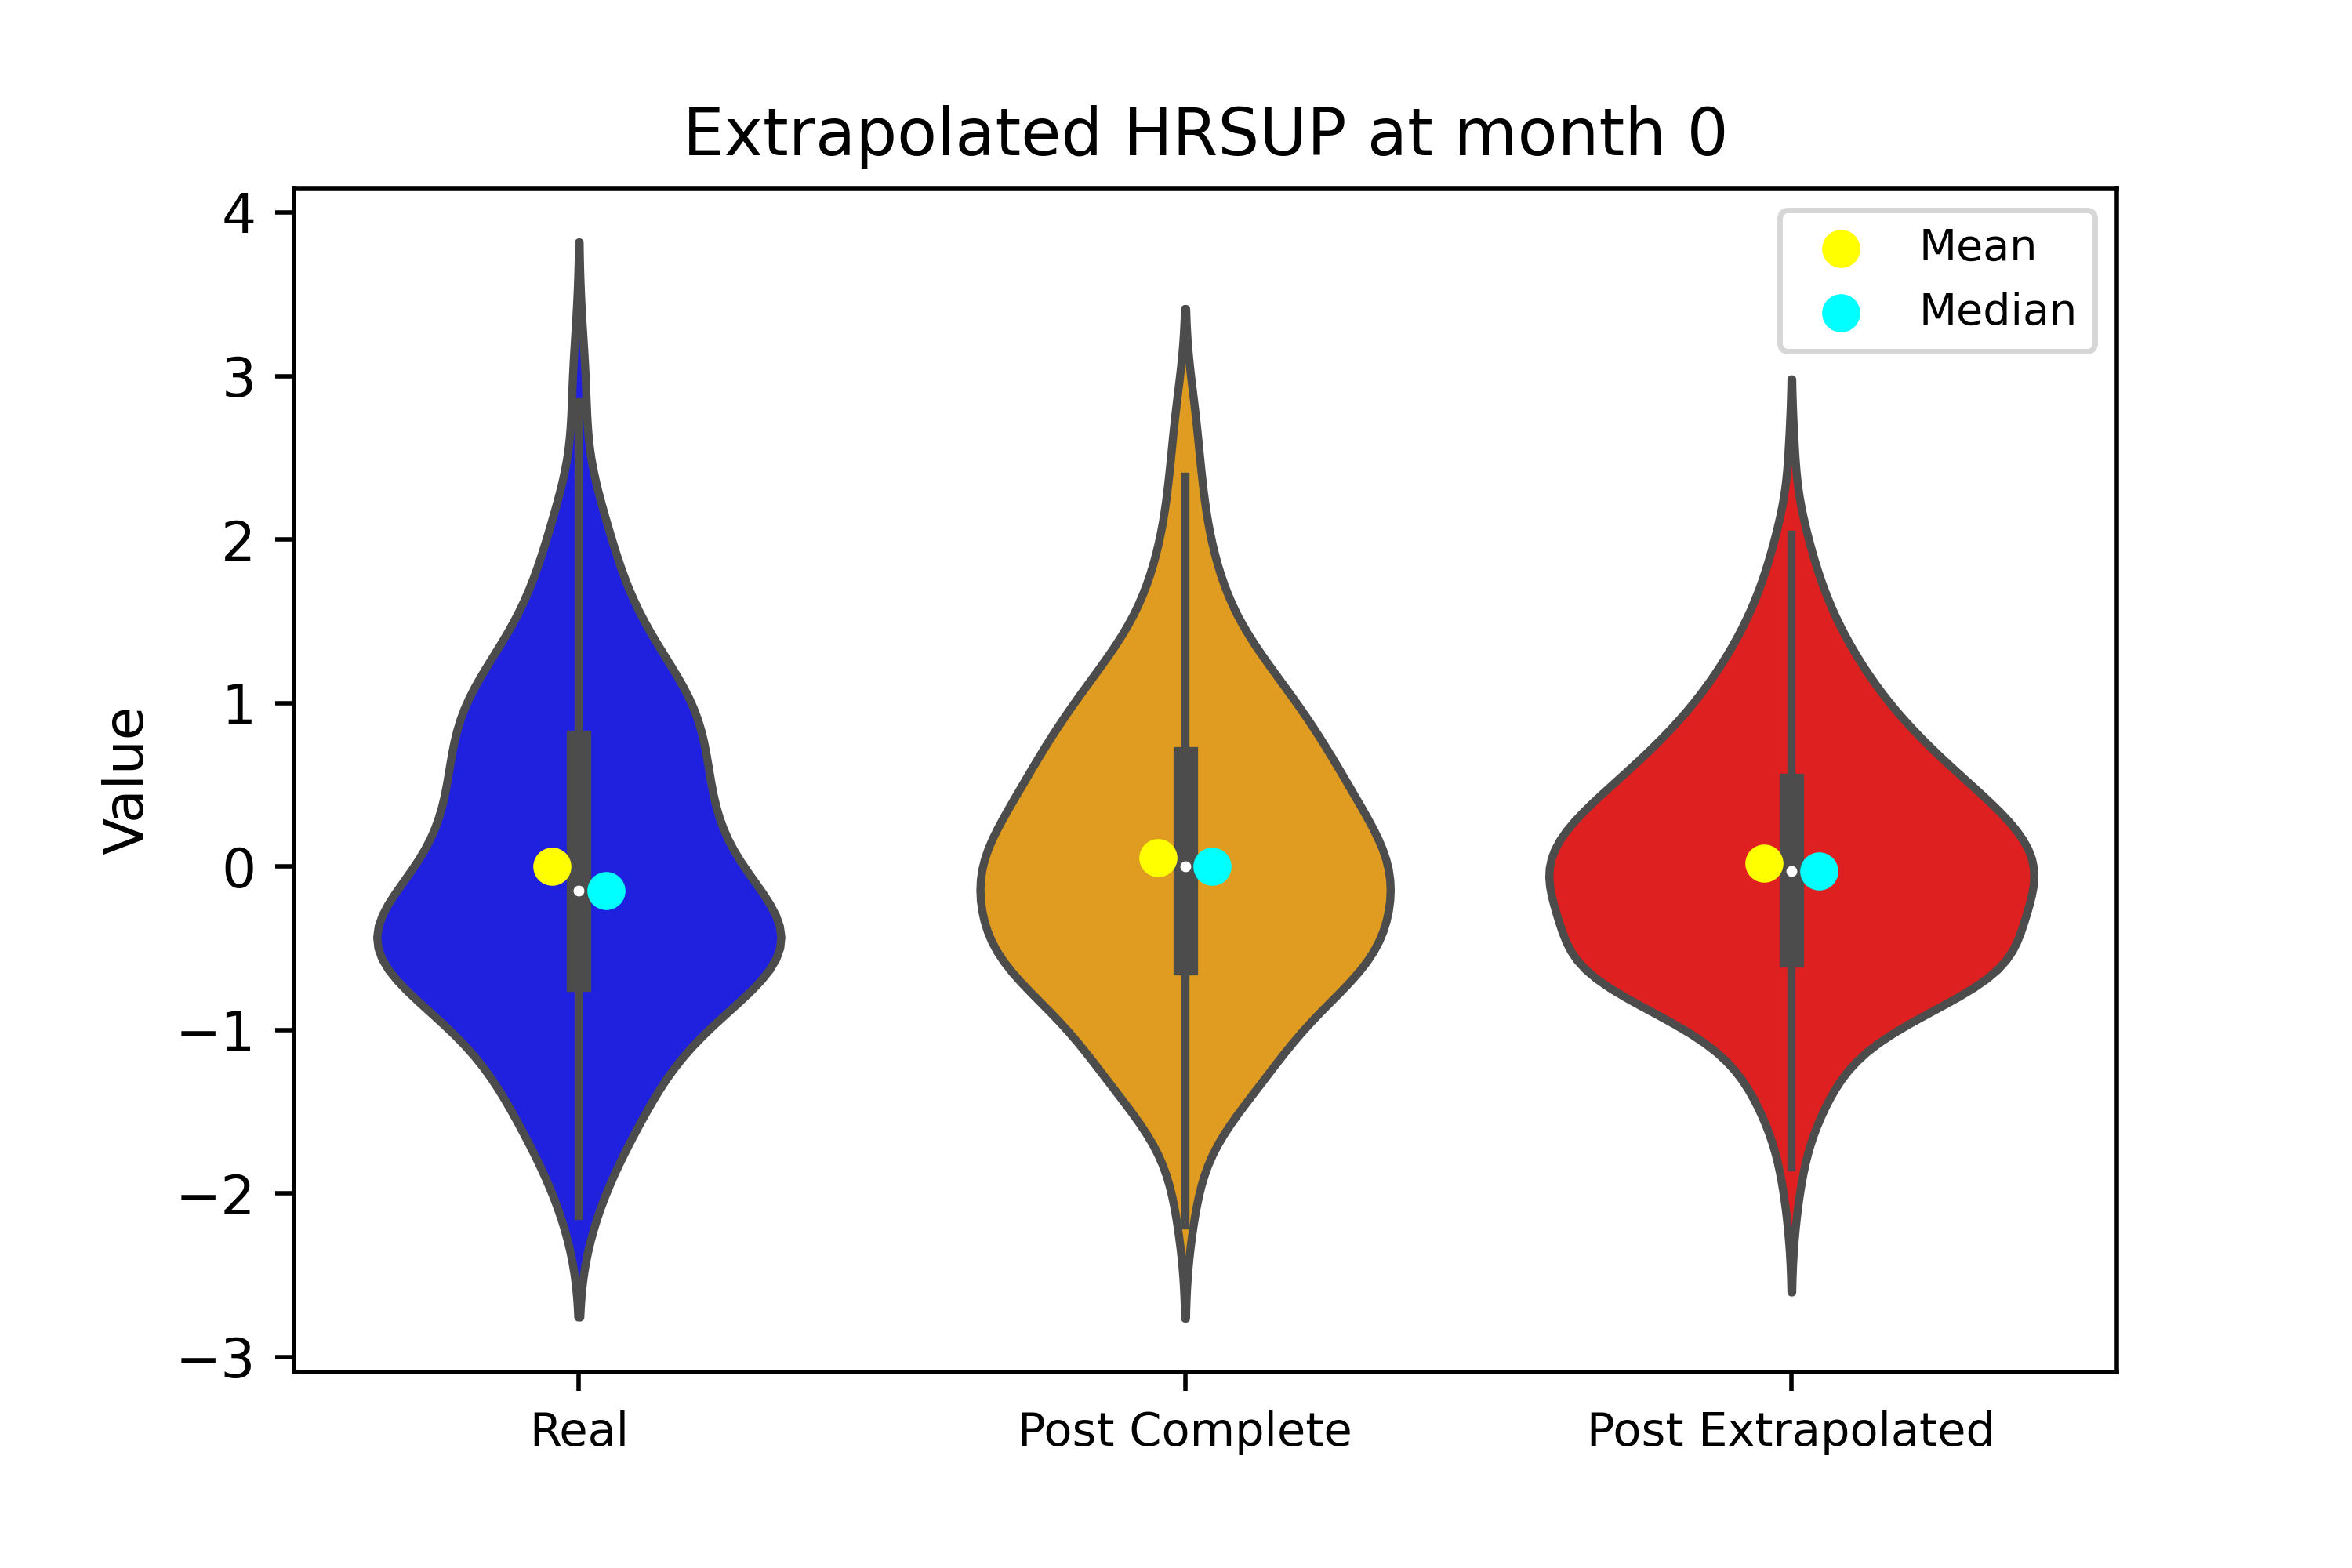 Extrapolated HRSUP at month 0
4
3
2
1
0
−1
−2
−3
Value
Mean
Median
Real
Post Complete
Post Extrapolated